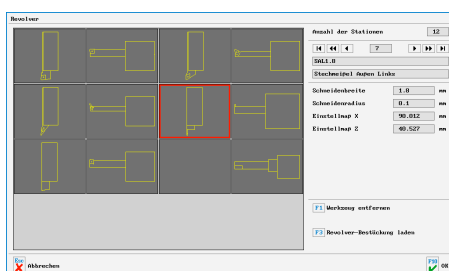 Revolver
Anzahl der Stationen 12
7
SAL1.8
Stechmeißel Außen Links
Schneidenbreite 1.8 mm
Schneidenradius 0.1 mm
Einstellmaß X 90.012 mm
Einstellmaß Z 40.527 mm
F1 Werkzeug entfernen
F3 Revolver-Bestückung laden
Esc Abbrechen
F10 OK